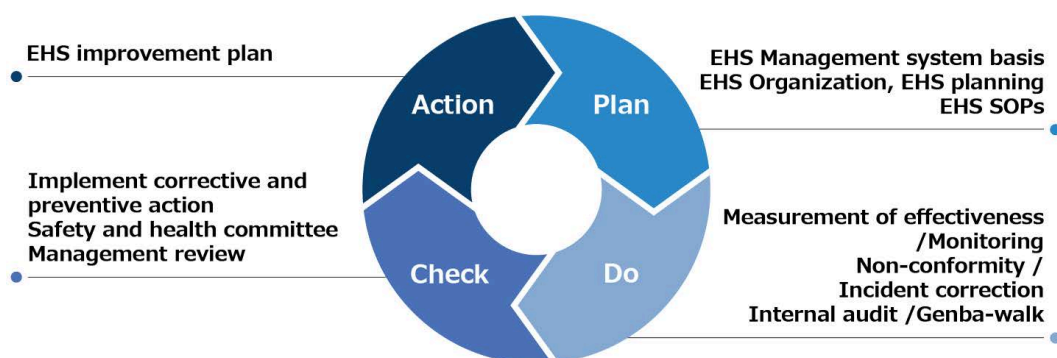 EHS improvement plan
Action
Plan
EHS Management system basis
EHS Organization, EHS planning
EHS SOPs
Implement corrective and
preventive action
Safety and health committee
Management review
Check
Do
Measurement of effectiveness
/Monitoring
Non-conformity /
Incident correction
Internal audit /Genba-walk